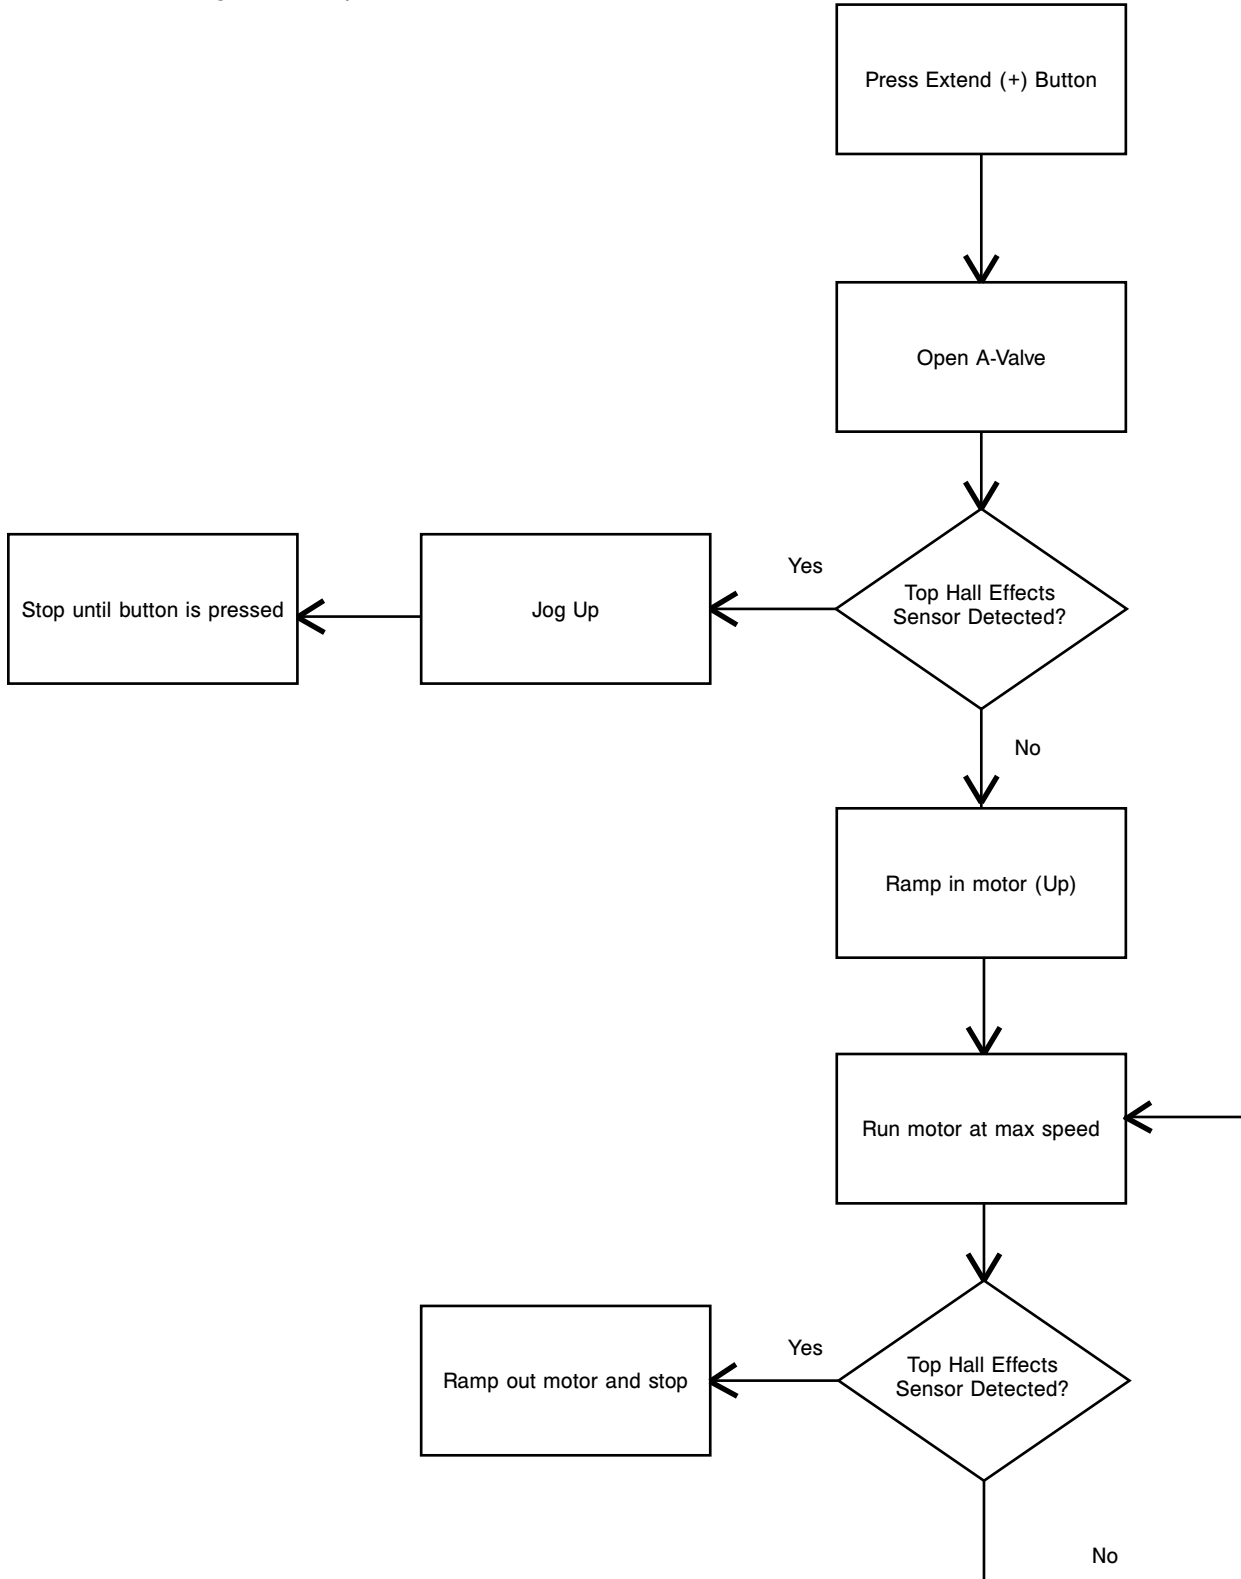 Press Extend (+) Button
Open A-Valve
Yes
Top Hall Effects
Sensor Detected?
Stop until button is pressed
Jog Up
No
Ramp in motor (Up)
Run motor at max speed
Yes
Top Hall Effects
Sensor Detected?
Ramp out motor and stop
No